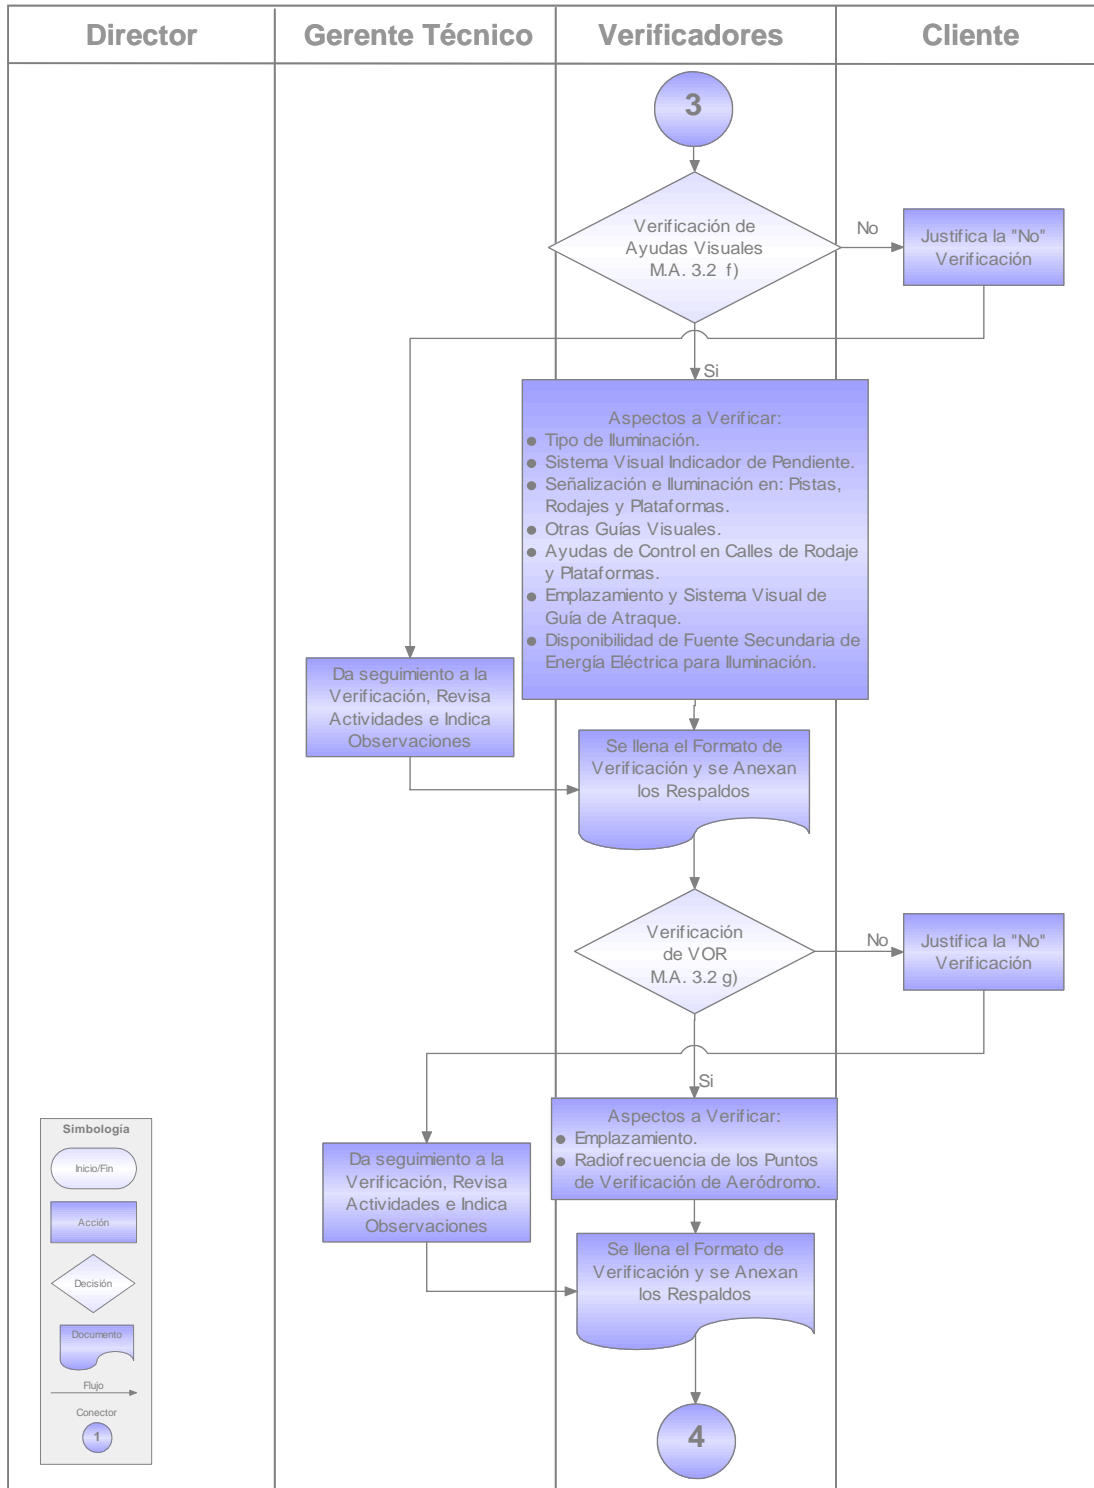 Director
Gerente Técnico
Verificadores
Cliente
3
Verificación de
Ayudas Visuales
M.A. 3.2 f)
No
Justifica la "No"
Verificación
Si
Aspectos a Verificar:
● Tipo de Iluminación.
● Sistema Visual Indicador de Pendiente.
● Señalización e Iluminación en: Pistas,
Rodajes y Plataformas.
● Otras Guías Visuales.
● Ayudas de Control en Calles de Rodaje
y Plataformas.
● Emplazamiento y Sistema Visual de
Guía de Atraque.
● Disponibilidad de Fuente Secundaria de
Energía Eléctrica para Iluminación.
Da seguimiento a la
Verificación, Revisa
Actividades e Indica
Observaciones
Se llena el Formato de
Verificación y se Anexan
los Respaldos
Verificación
de VOR
M.A. 3.2 g)
No
Justifica la "No"
Verificación
Si
Aspectos a Verificar:
● Emplazamiento.
● Radiofrecuencia de los Puntos
de Verificación de Aeródromo.
Da seguimiento a la
Verificación, Revisa
Actividades e Indica
Observaciones
Se llena el Formato de
Verificación y se Anexan
los Respaldos
4
Simbología
Inicio/Fin
Acción
Decisión
Documento
Flujo
Conector
1